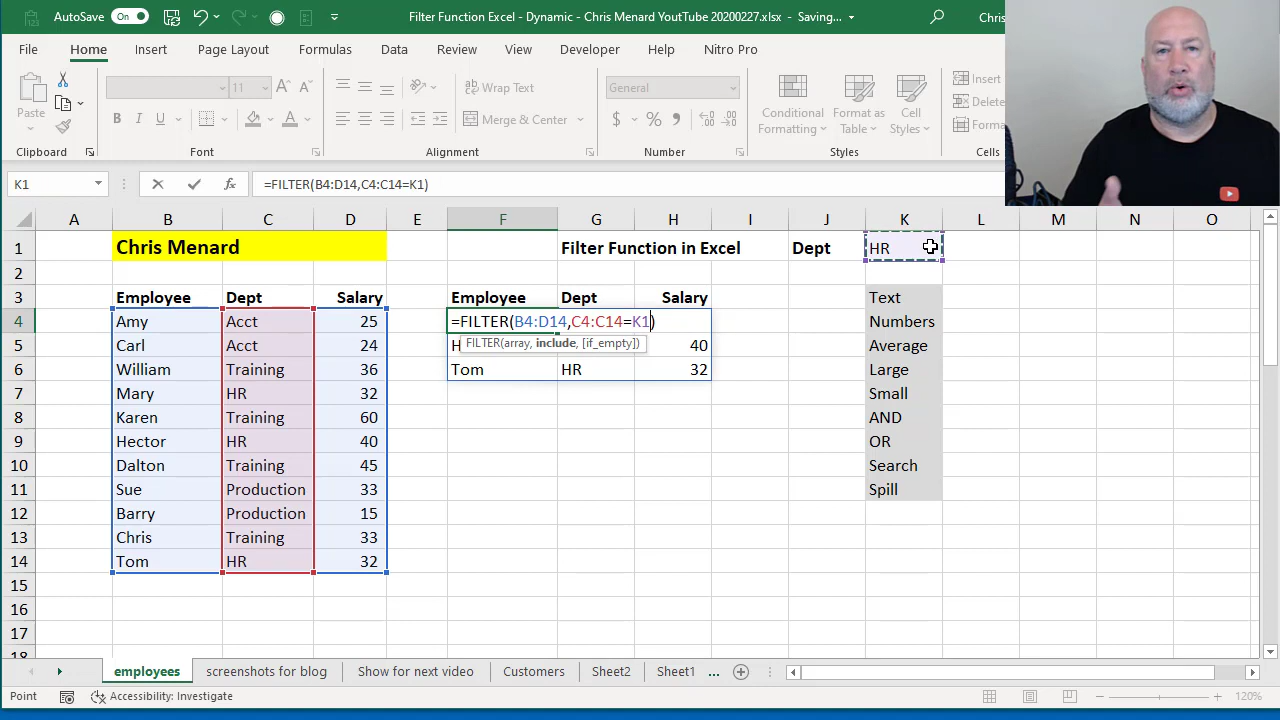 AutoSave On Filter Function Excel - Dynamic - Chris Menard YoutTube 20200227.xlsx - Saving... Chris
File Home Insert Page Layout Formulas Data Review View Developer Help Nitro Pro
Paste 11 A A Wrap Text General Conditional Formatting Format as Table Cell Styles Insert
B I U A Merge & Center $ % Delete
Forma
Clipboard Font Alignment Number Styles Cells
K1 fx =FILTER(B4:D14,C4:C14=K1)
A B C D E F G H I J K L M N O
1 Chris Menard Filter Function in Excel Dept HR
2
3 Employee Dept Salary Employee Dept Salary Text
4 Amy Acct 25 =FILTER(B4:D14,C4:C14=K1) Numbers
FILTER(array, include, [if_empty])
5 Carl Acct 24 H 40 Average
6 William Training 36 Tom HR 32 Large
7 Mary HR 32 Small
8 Karen Training 60 AND
9 Hector HR 40 OR
10 Dalton Training 45 Search
11 Sue Production 33 Spill
12 Barry Production 15
13 Chris Training 33
14 Tom HR 32
15
16
17
18
employees screenshots for blog Show for next video Customers Sheet2 Sheet1 ...
Point Accessibility: Investigate 120%